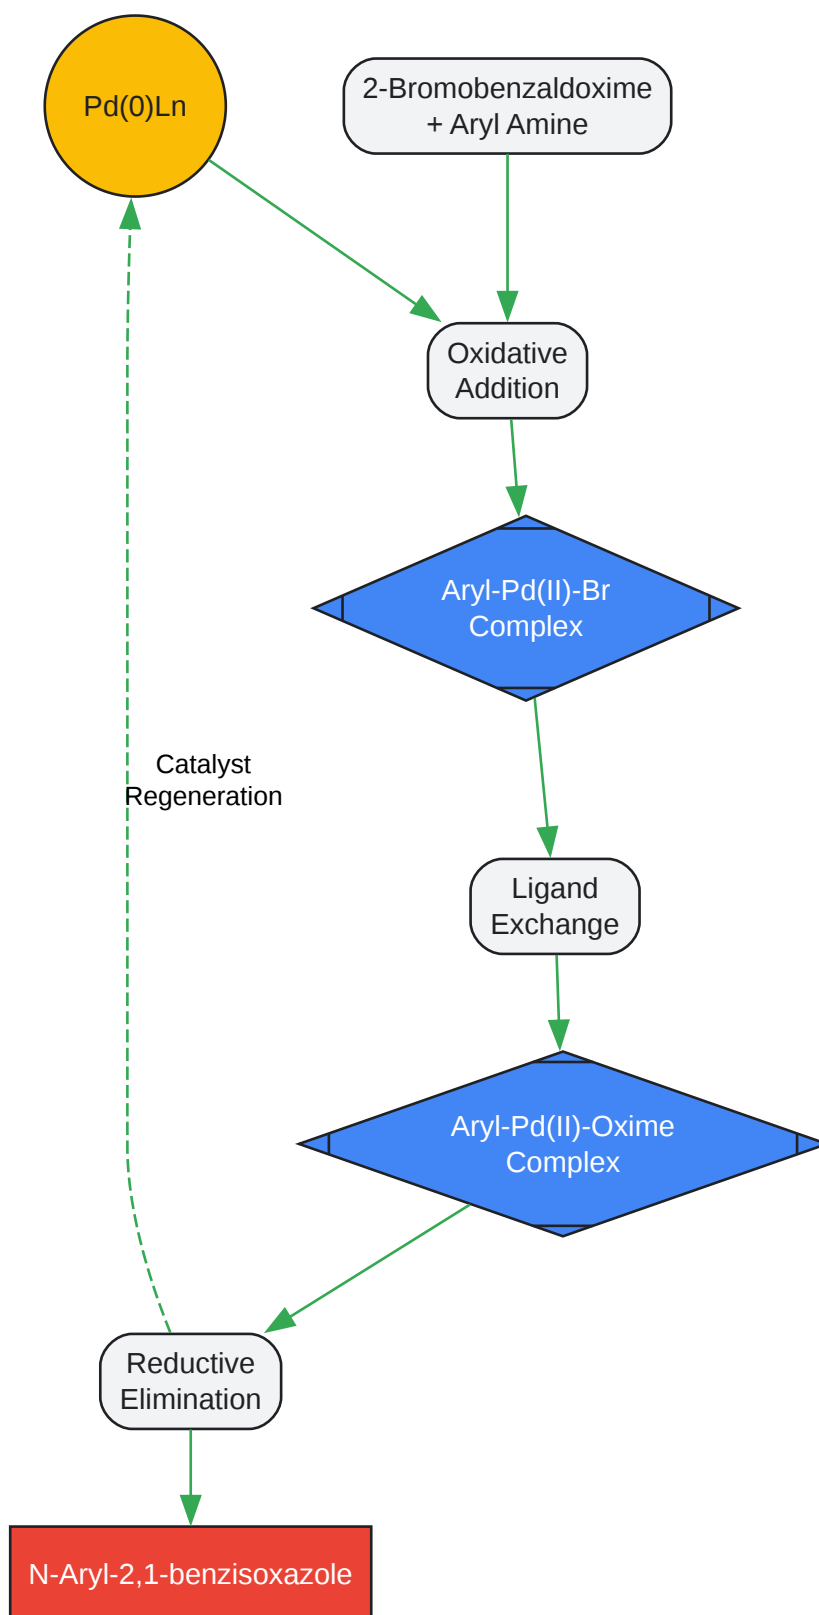 Pd(0)Ln
2-Bromobenzaldoxime
+ Aryl Amine
Oxidative
Addition
Aryl-Pd(II)-Br
Complex
Catalyst
Regeneration
Ligand
Exchange
Aryl-Pd(II)-Oxime
Complex
Reductive
Elimination
N-Aryl-2,1-benzisoxazole